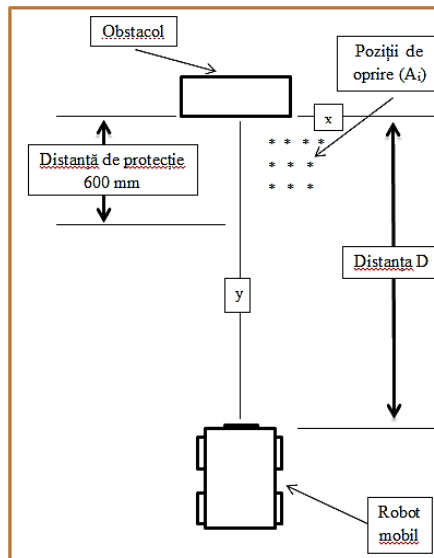 Obstacol
Poziții de
oprire (Aᵢ)
x
* * * *
* * *
* * *
Distanță de protecție
600 mm
Distanța D
y
Robot
mobil